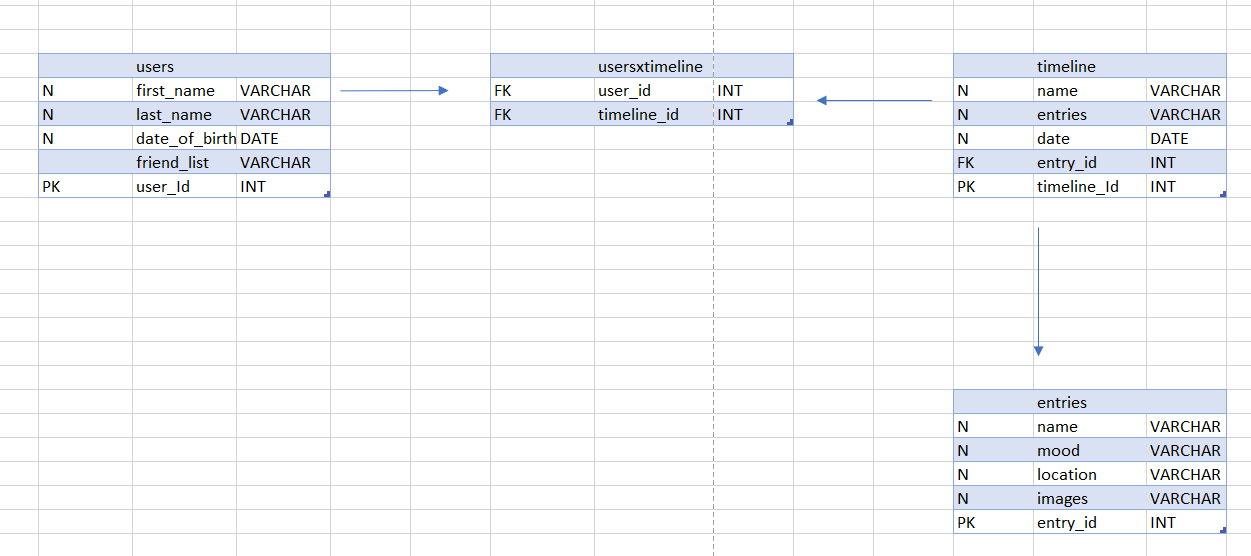 users
N first_name VARCHAR
N last_name VARCHAR
N date_of_birth DATE
friend_list VARCHAR
PK user_Id INT
usersxtimeline
FK user_id INT
FK timeline_id INT
timeline
N name VARCHAR
N entries VARCHAR
N date DATE
FK entry_id INT
PK timeline_Id INT
entries
N name VARCHAR
N mood VARCHAR
N location VARCHAR
N images VARCHAR
PK entry_id INT